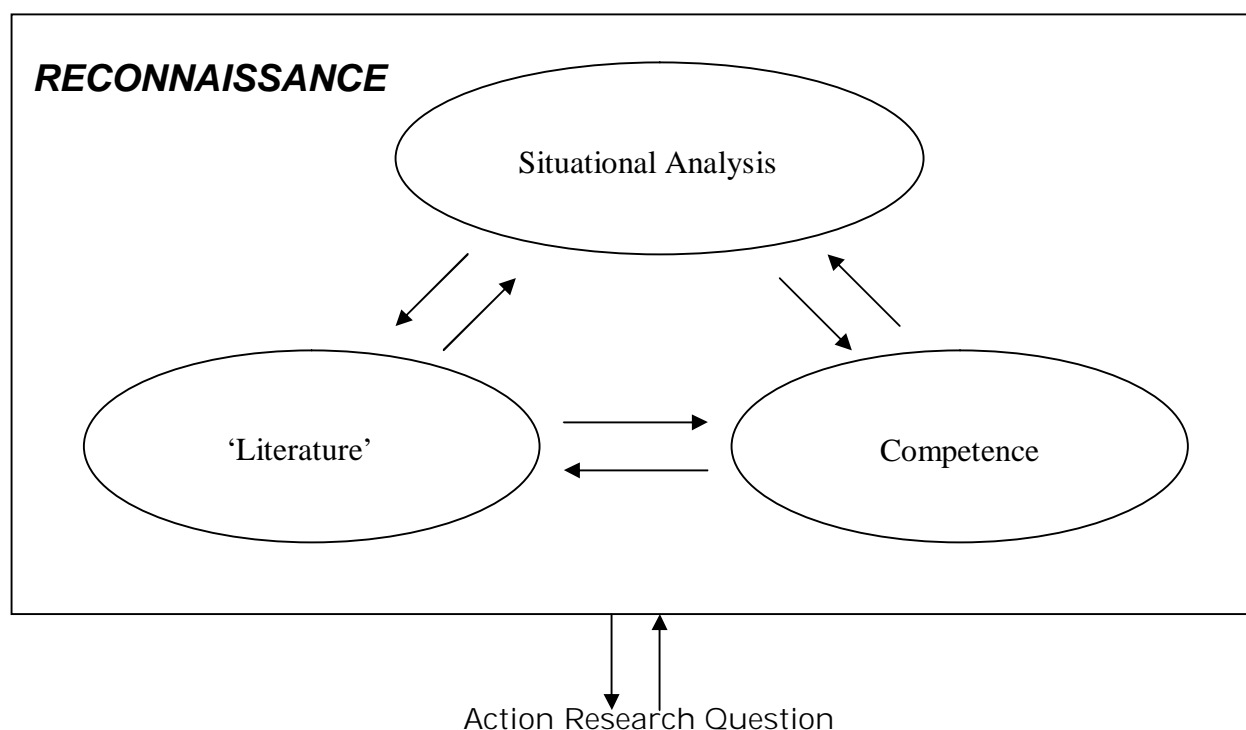 RECONNAISSANCE
Situational Analysis
‘Literature’
Competence
Action Research Question